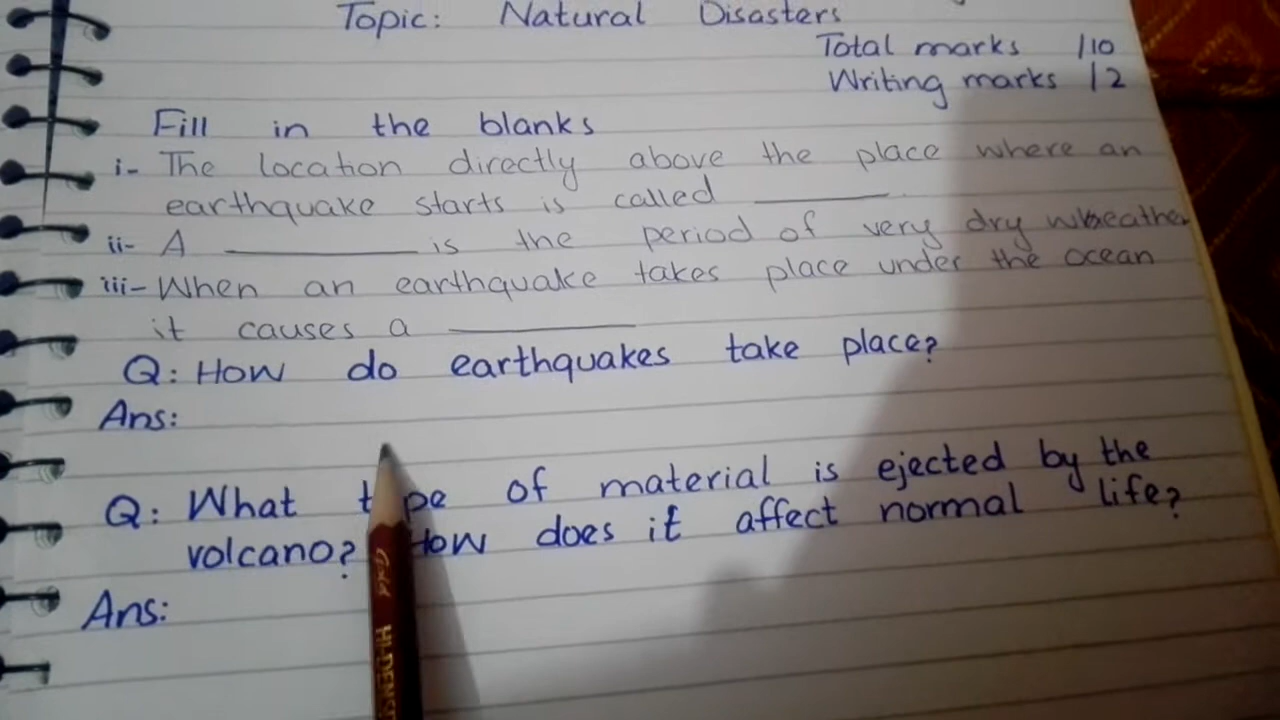 Topic: Natural Disasters
Total marks /10
Writing marks /2
Fill in the blanks
i- The location directly above the place where an
earthquake starts is called ________.
ii- A ________ is the period of very dry weather
iii- When an earthquake takes place under the ocean
it causes a ________
Q: How do earthquakes take place?
Ans:
Q: What type of material is ejected by the
volcano? How does it affect normal life?
Ans: